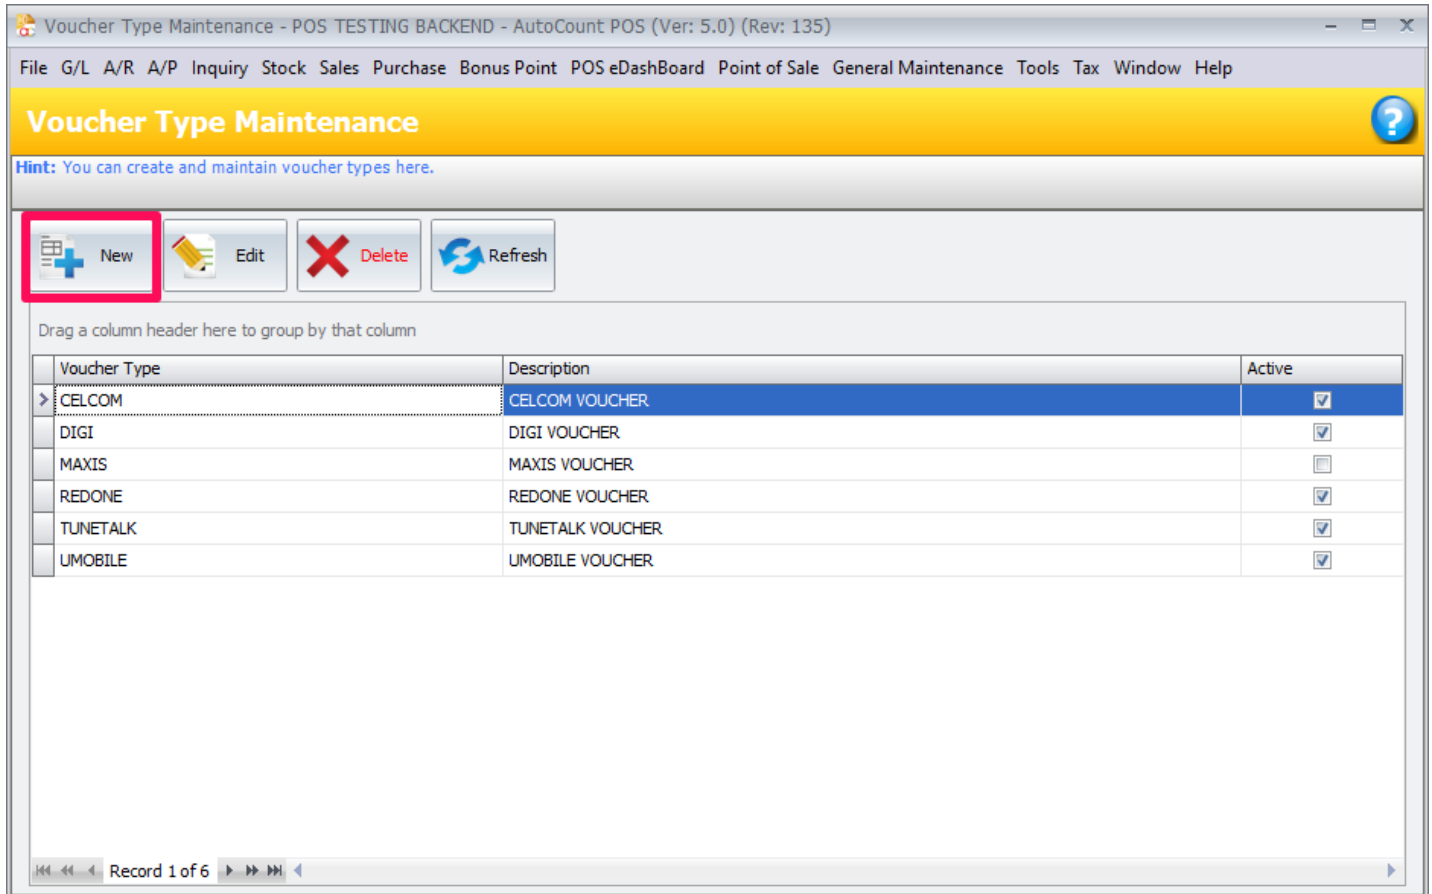 Voucher Type Maintenance - POS TESTING BACKEND - AutoCount POS (Ver: 5.0) (Rev: 135)
File G/L A/R A/P Inquiry Stock Sales Purchase Bonus Point POS eDashBoard Point of Sale General Maintenance Tools Tax Window Help
Voucher Type Maintenance
Hint: You can create and maintain voucher types here.
New Edit Delete Refresh
Drag a column header here to group by that column
Voucher Type Description Active
CELCOM CELCOM VOUCHER
DIGI DIGI VOUCHER
MAXIS MAXIS VOUCHER
REDONE REDONE VOUCHER
TUNETALK TUNETALK VOUCHER
UMOBILE UMOBILE VOUCHER
Record 1 of 6